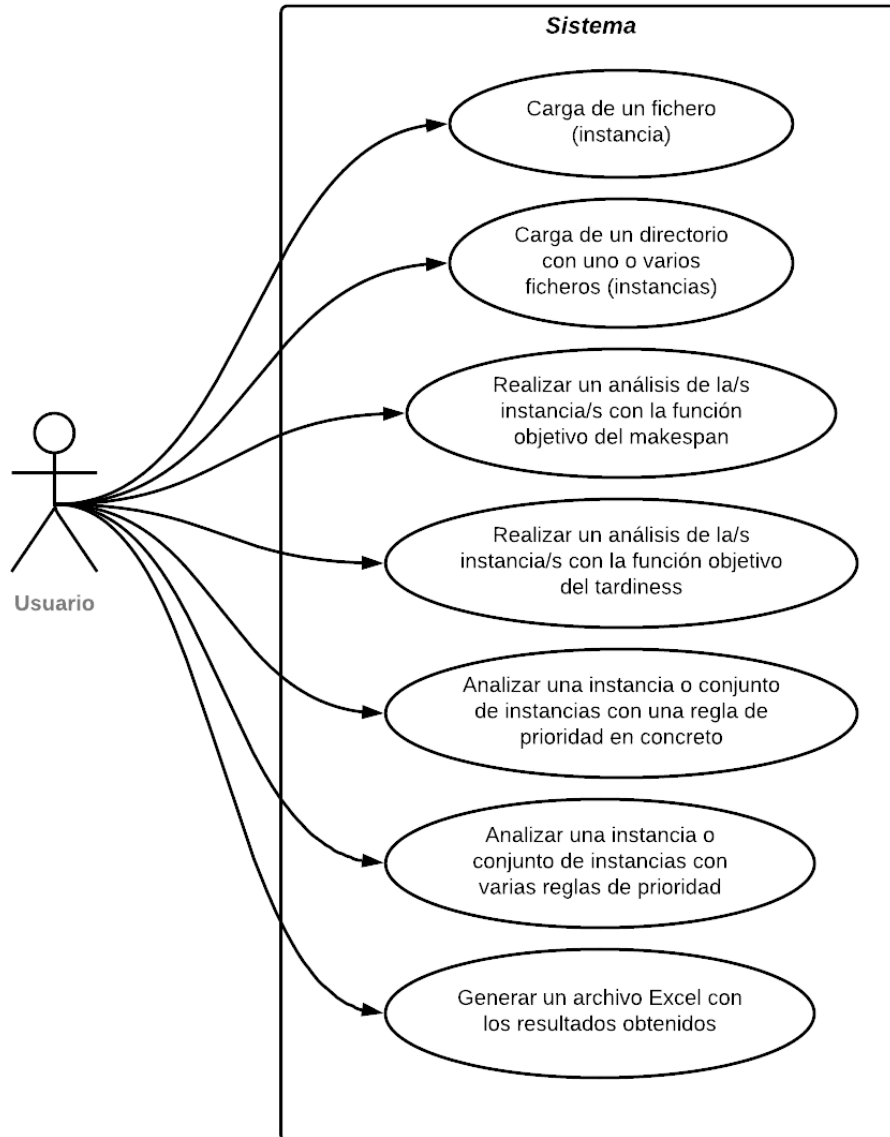 Sistema
Carga de un fichero
(instancia)
Carga de un directorio
con uno o varios
ficheros (instancias)
Realizar un análisis de la/s
instancia/s con la función
objetivo del makespan
Realizar un análisis de la/s
instancia/s con la función objetivo
del tardiness
Usuario
Analizar una instancia o conjunto
de instancias con una regla de
prioridad en concreto
Analizar una instancia o
conjunto de instancias con
varias reglas de prioridad
Generar un archivo Excel con
los resultados obtenidos